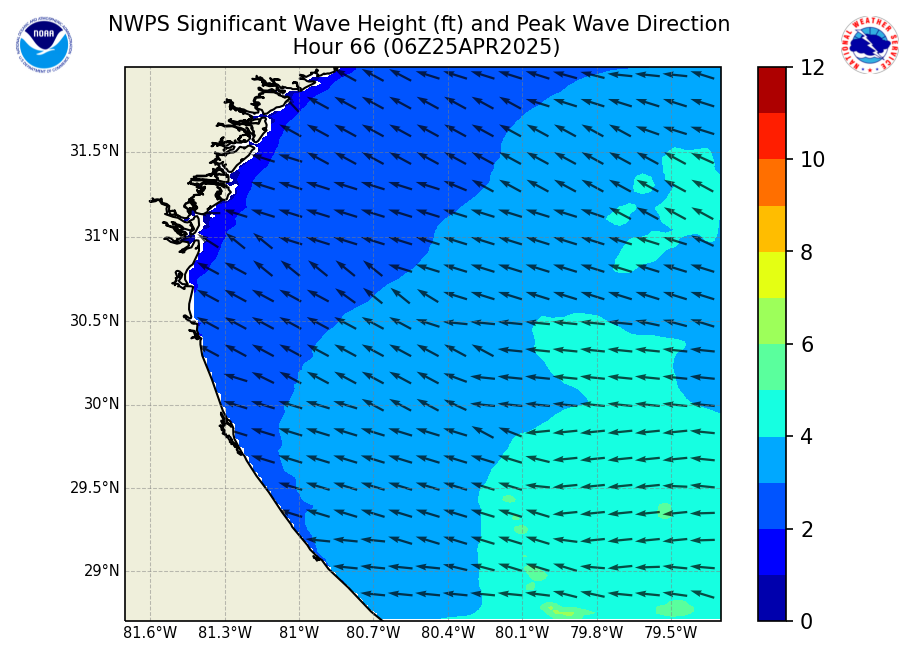 NWPS Significant Wave Height (ft) and Peak Wave Direction
Hour 66 (06Z25APR2025)
NOAA
NATIONAL WEATHER SERVICE
31.5°N
31°N
30.5°N
30°N
29.5°N
29°N
81.6°W 81.3°W 81°W 80.7°W 80.4°W 80.1°W 79.8°W 79.5°W
12
10
8
6
4
2
0